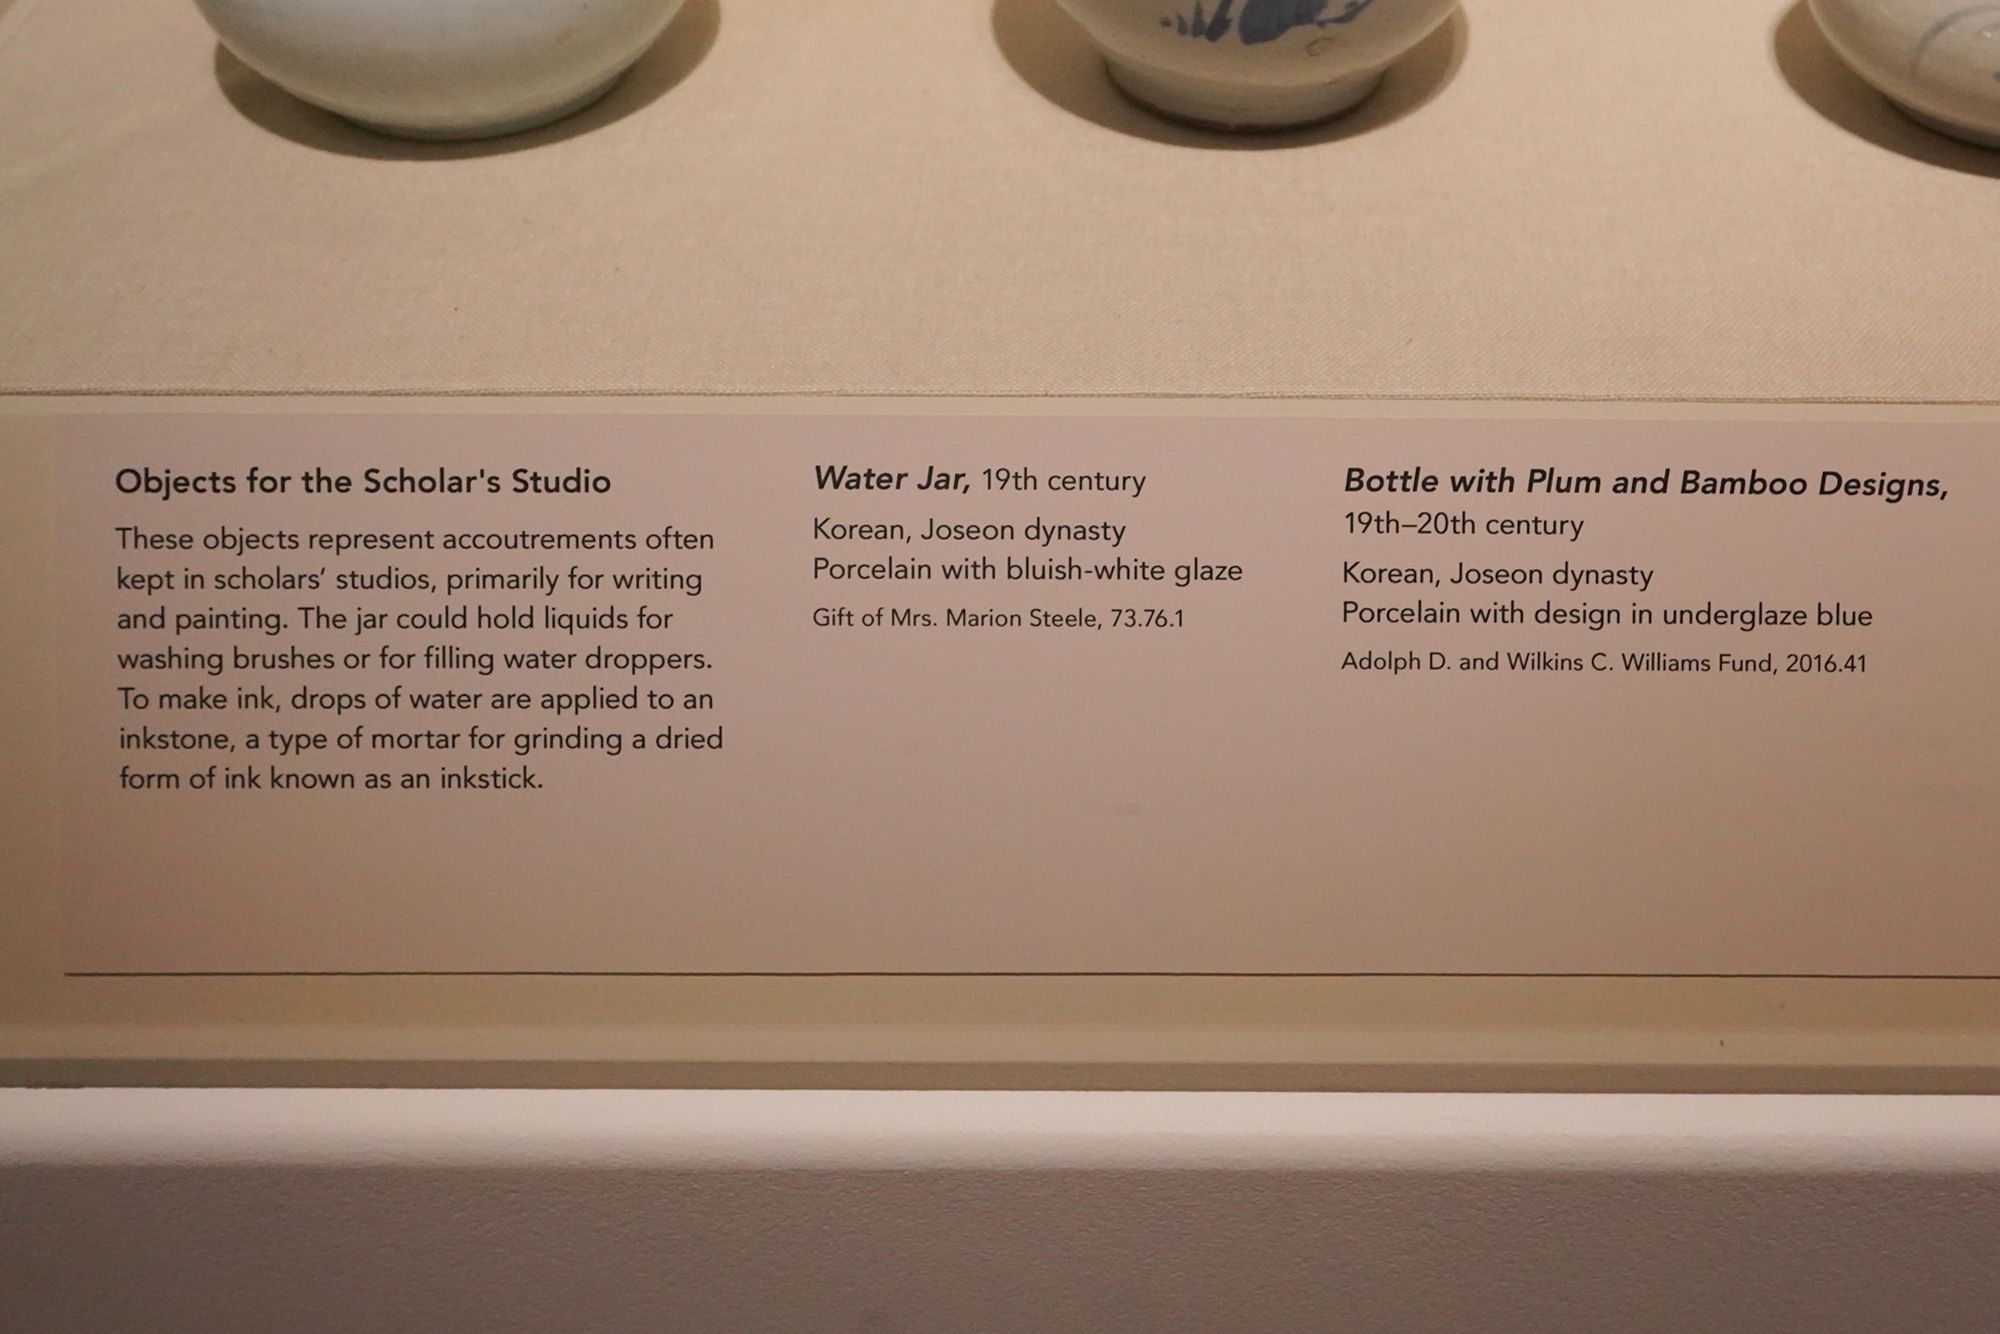 Objects for the Scholar's Studio
These objects represent accoutrements often
kept in scholars’ studios, primarily for writing
and painting. The jar could hold liquids for
washing brushes or for filling water droppers.
To make ink, drops of water are applied to an
inkstone, a type of mortar for grinding a dried
form of ink known as an inkstick.
Water Jar, 19th century
Korean, Joseon dynasty
Porcelain with bluish-white glaze
Gift of Mrs. Marion Steele, 73.76.1
Bottle with Plum and Bamboo Designs,
19th–20th century
Korean, Joseon dynasty
Porcelain with design in underglaze blue
Adolph D. and Wilkins C. Williams Fund, 2016.41